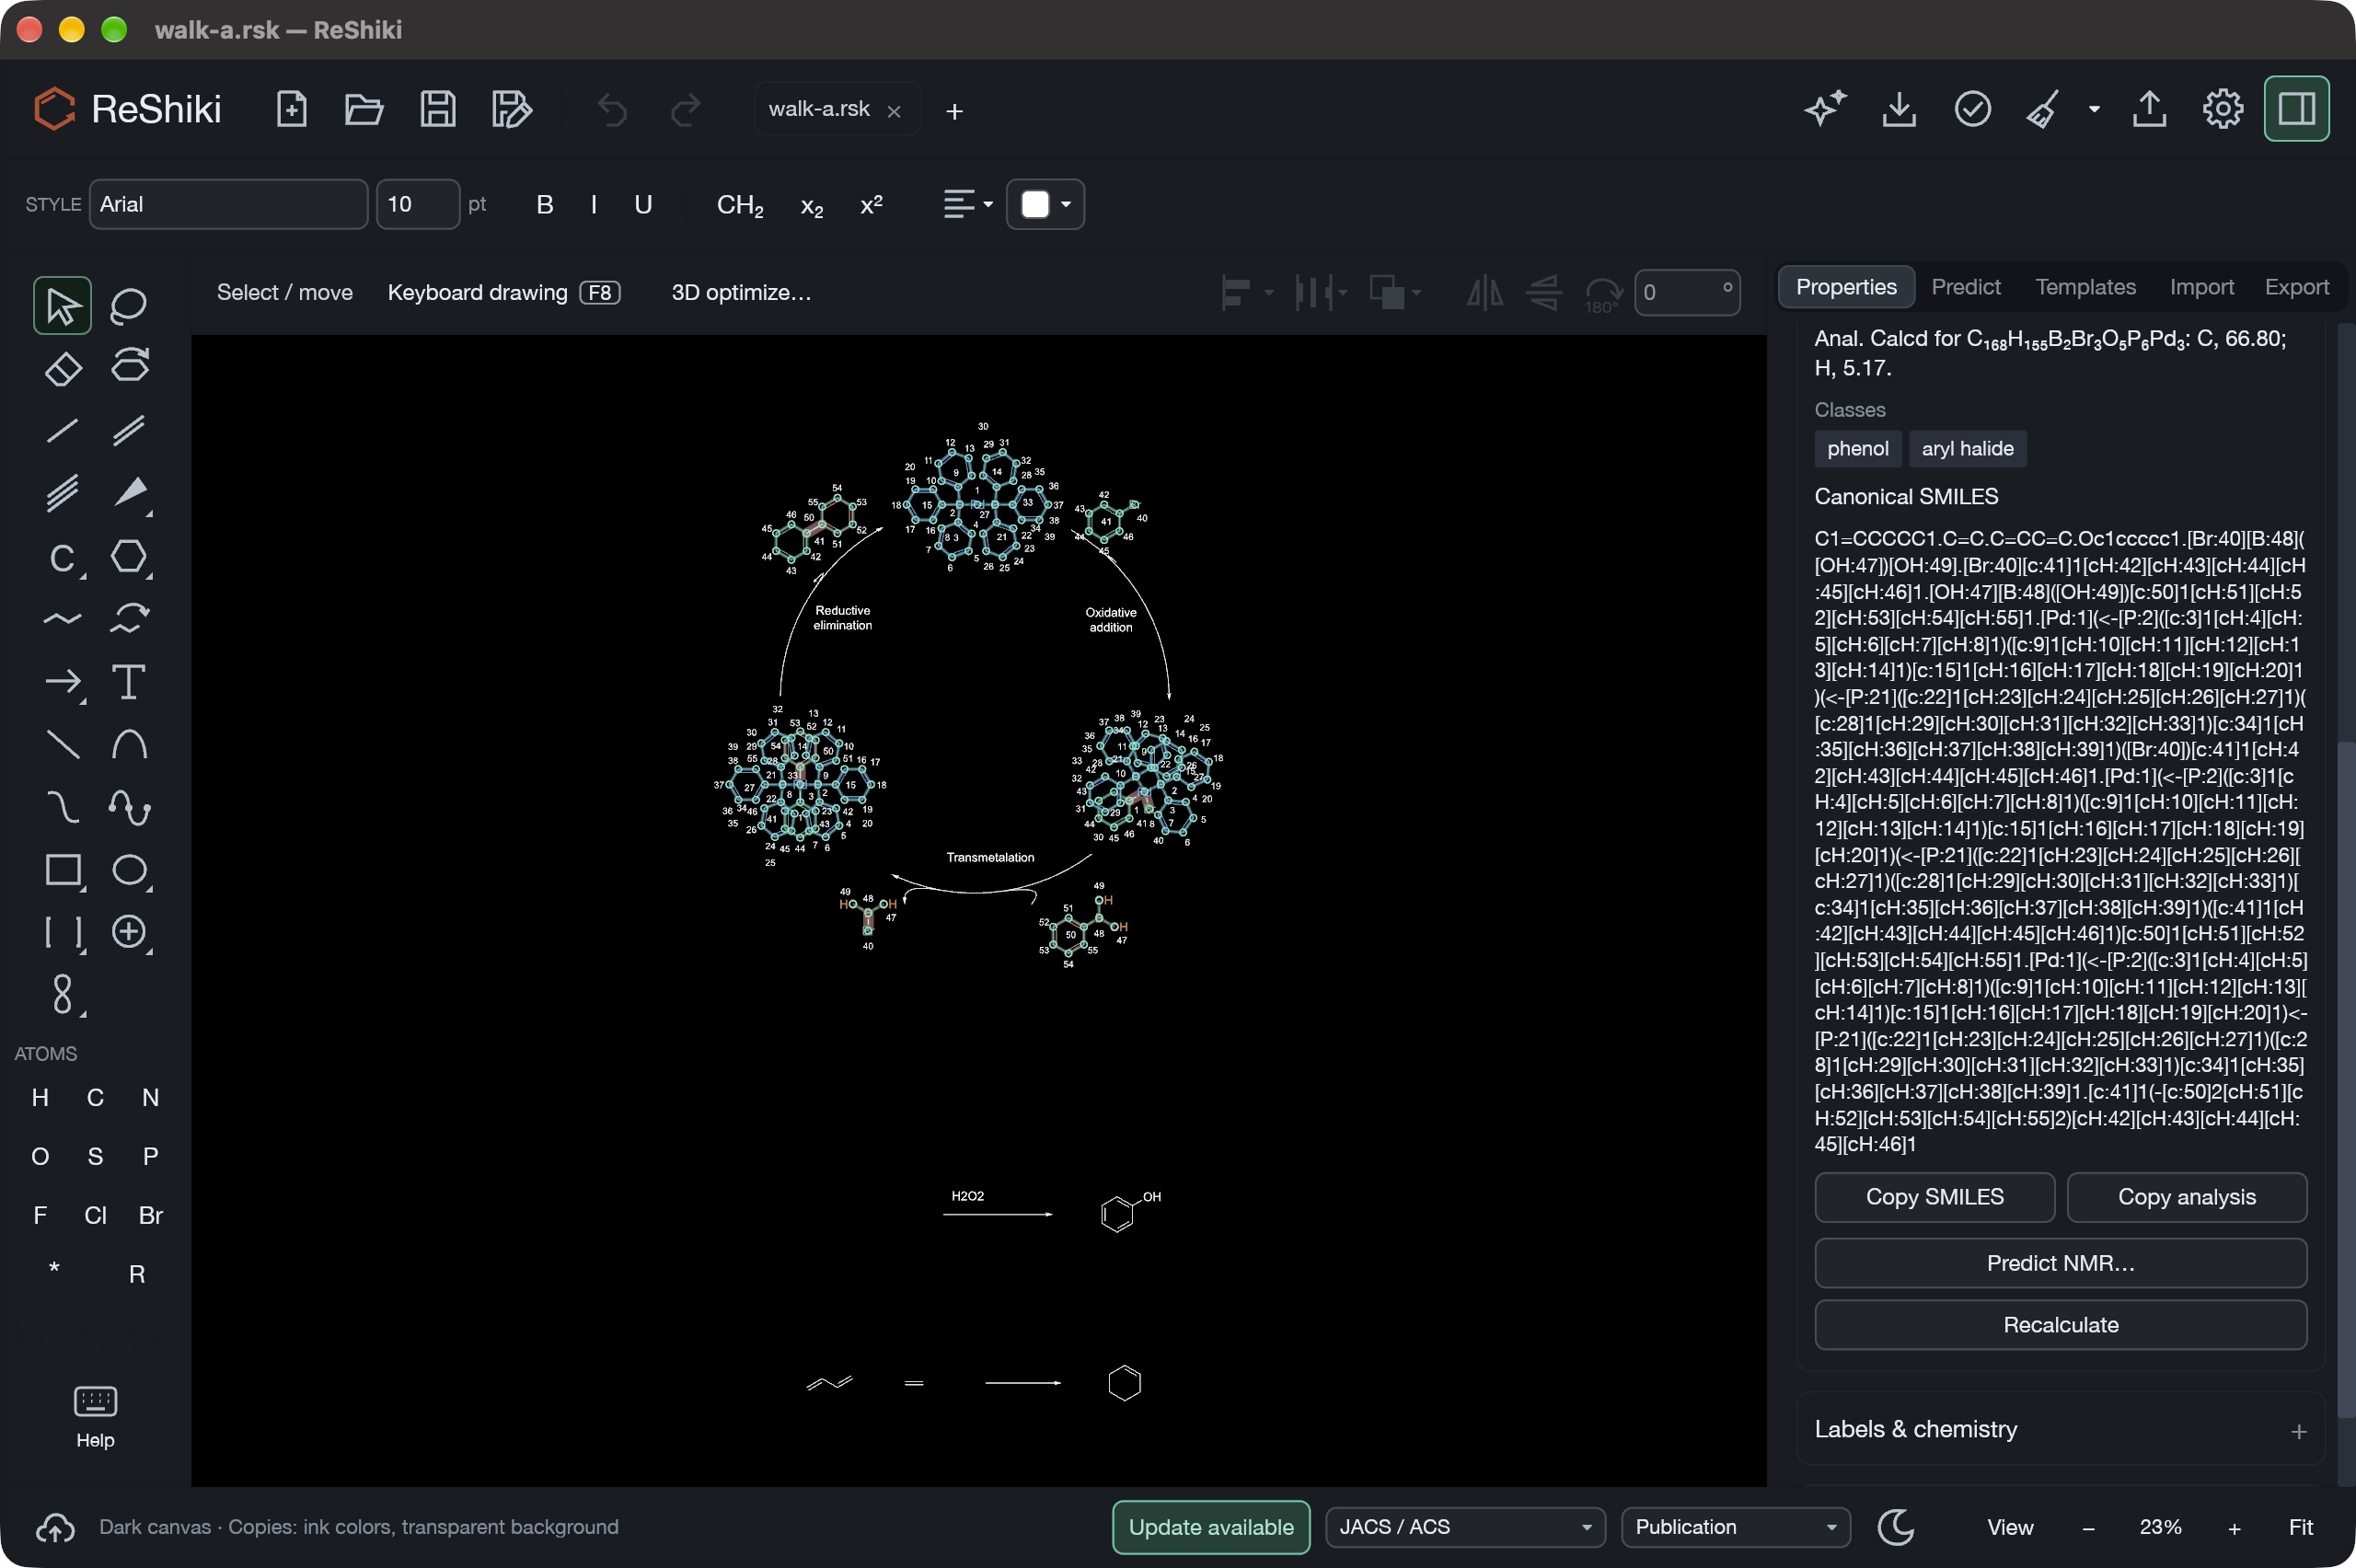 walk-a.rsk — ReShiki
ReShiki
walk-a.rsk
STYLE Arial 10 pt B I U CH₂ x₂ x²
Select / move Keyboard drawing F8 3D optimize… 180° 0 °
Properties Predict Templates Import Export
Anal. Calcd for C₁₆₈H₁₅₅B₂Br₃O₅P₆Pd₃: C, 66.80;
H, 5.17.
Classes
phenol aryl halide
Canonical SMILES
C1=CCCCC1.C=C.C=CC=C.Oc1ccccc1.[Br:40][B:48](
[OH:47])[OH:49].[Br:40][c:41]1[cH:42][cH:43][cH:44][cH
:45][cH:46]1.[OH:47][B:48]([OH:49])[c:50]1[cH:51][cH:5
2][cH:53][cH:54][cH:55]1.[Pd:1](<-[P:2]([c:3]1[cH:4][cH:
5][cH:6][cH:7][cH:8]1)([c:9]1[cH:10][cH:11][cH:12][cH:1
3][cH:14]1)[c:15]1[cH:16][cH:17][cH:18][cH:19][cH:20]1
)(<-[P:21]([c:22]1[cH:23][cH:24][cH:25][cH:26][cH:27]1)(
[c:28]1[cH:29][cH:30][cH:31][cH:32][cH:33]1)[c:34]1[cH
:35][cH:36][cH:37][cH:38][cH:39]1)([Br:40])[c:41]1[cH:4
2][cH:43][cH:44][cH:45][cH:46]1.[Pd:1](<-[P:2]([c:3]1[c
H:4][cH:5][cH:6][cH:7][cH:8]1)([c:9]1[cH:10][cH:11][cH:
12][cH:13][cH:14]1)[c:15]1[cH:16][cH:17][cH:18][cH:19]
[cH:20]1)(<-[P:21]([c:22]1[cH:23][cH:24][cH:25][cH:26][
cH:27]1)([c:28]1[cH:29][cH:30][cH:31][cH:32][cH:33]1)[
c:34]1[cH:35][cH:36][cH:37][cH:38][cH:39]1)([c:41]1[cH
:42][cH:43][cH:44][cH:45][cH:46]1)[c:50]1[cH:51][cH:52
][cH:53][cH:54][cH:55]1.[Pd:1](<-[P:2]([c:3]1[cH:4][cH:5]
[cH:6][cH:7][cH:8]1)([c:9]1[cH:10][cH:11][cH:12][cH:13][
cH:14]1)[c:15]1[cH:16][cH:17][cH:18][cH:19][cH:20]1)<-
[P:21]([c:22]1[cH:23][cH:24][cH:25][cH:26][cH:27]1)([c:2
8]1[cH:29][cH:30][cH:31][cH:32][cH:33]1)[c:34]1[cH:35]
[cH:36][cH:37][cH:38][cH:39]1.[c:41]1(-[c:50]2[cH:51][c
H:52][cH:53][cH:54][cH:55]2)[cH:42][cH:43][cH:44][cH:
45][cH:46]1
Copy SMILES Copy analysis
Predict NMR…
Recalculate
Labels & chemistry
Reductive
elimination
Oxidative
addition
Transmetalation
49
HO 48 OH
47
40
49
OH
51
52 50 48 OH
47
53 55
54
H2O2
OH
C
T
ATOMS
H C N
O S P
F Cl Br
* R
Help
Dark canvas · Copies: ink colors, transparent background
Update available JACS / ACS Publication View – 23% + Fit